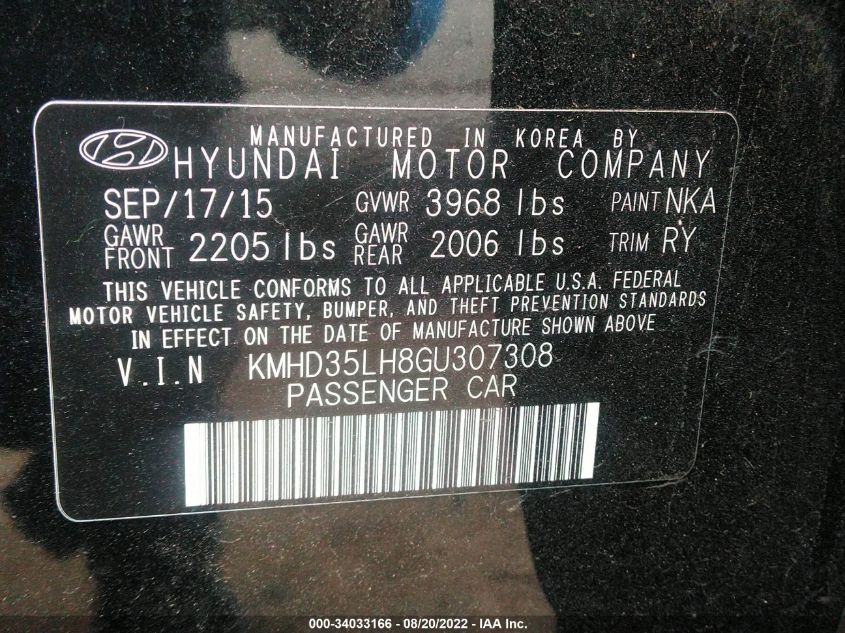 MANUFACTURED IN KOREA BY
HYUNDAI MOTOR COMPANY
SEP/17/15 GVWR 3968 lbs PAINT NKA
GAWR FRONT 2205 lbs GAWR REAR 2006 lbs TRIM RY
THIS VEHICLE CONFORMS TO ALL APPLICABLE U.S.A. FEDERAL
MOTOR VEHICLE SAFETY, BUMPER, AND THEFT PREVENTION STANDARDS
IN EFFECT ON THE DATE OF MANUFACTURE SHOWN ABOVE
V.I.N KMHD35LH8GU307308
PASSENGER CAR
000-34033166 - 08/20/2022 - IAA Inc.